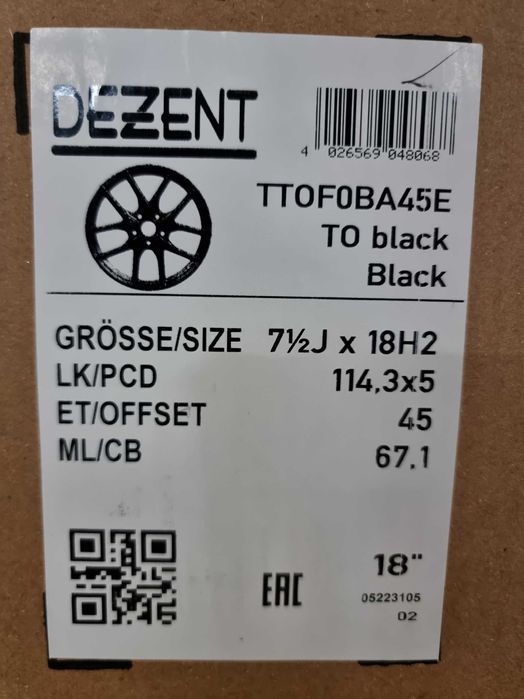 DEZENT
4 026569 048068
TTOF0BA45E
TO black
Black
GRÖSSE/SIZE 7½J x 18H2
LK/PCD 114,3x5
ET/OFFSET 45
ML/CB 67,1
18"
EAC
05223105
02